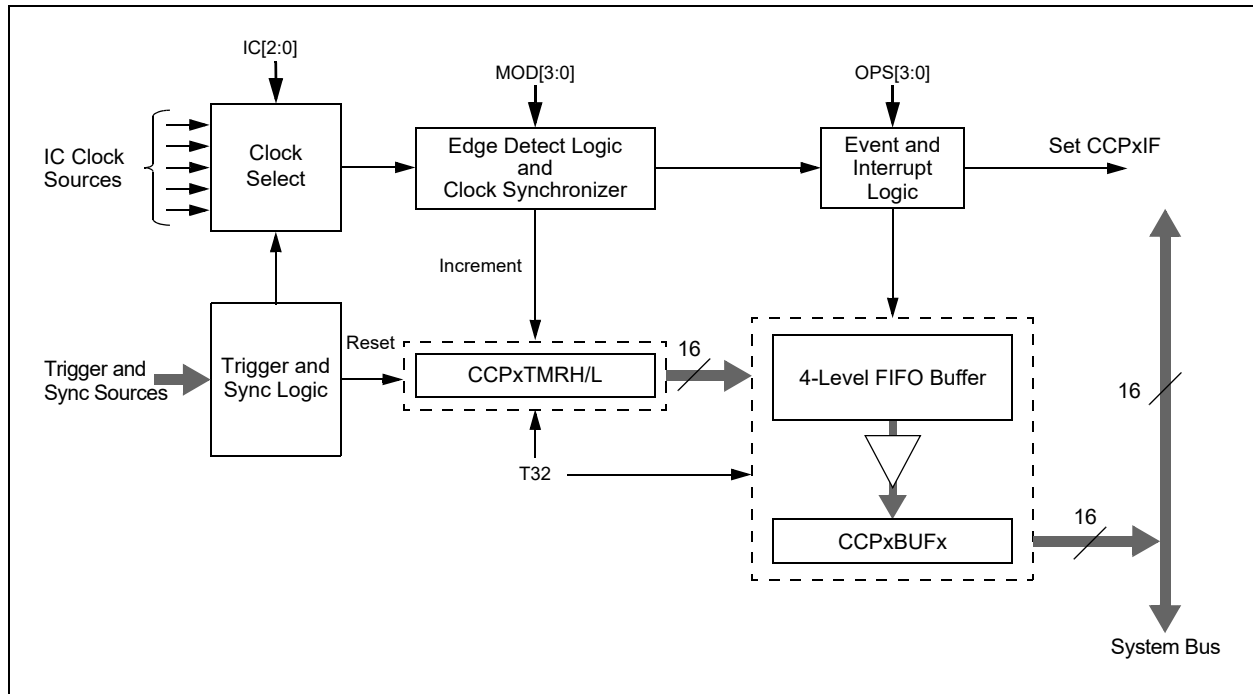 IC[2:0]
MOD[3:0]
OPS[3:0]
IC Clock
Sources
Clock
Select
Edge Detect Logic
and
Clock Synchronizer
Event and
Interrupt
Logic
Set CCPxIF
Increment
Trigger and
Sync Sources
Trigger and
Sync Logic
Reset
CCPxTMRH/L
16
4-Level FIFO Buffer
16
T32
CCPxBUFx
16
System Bus